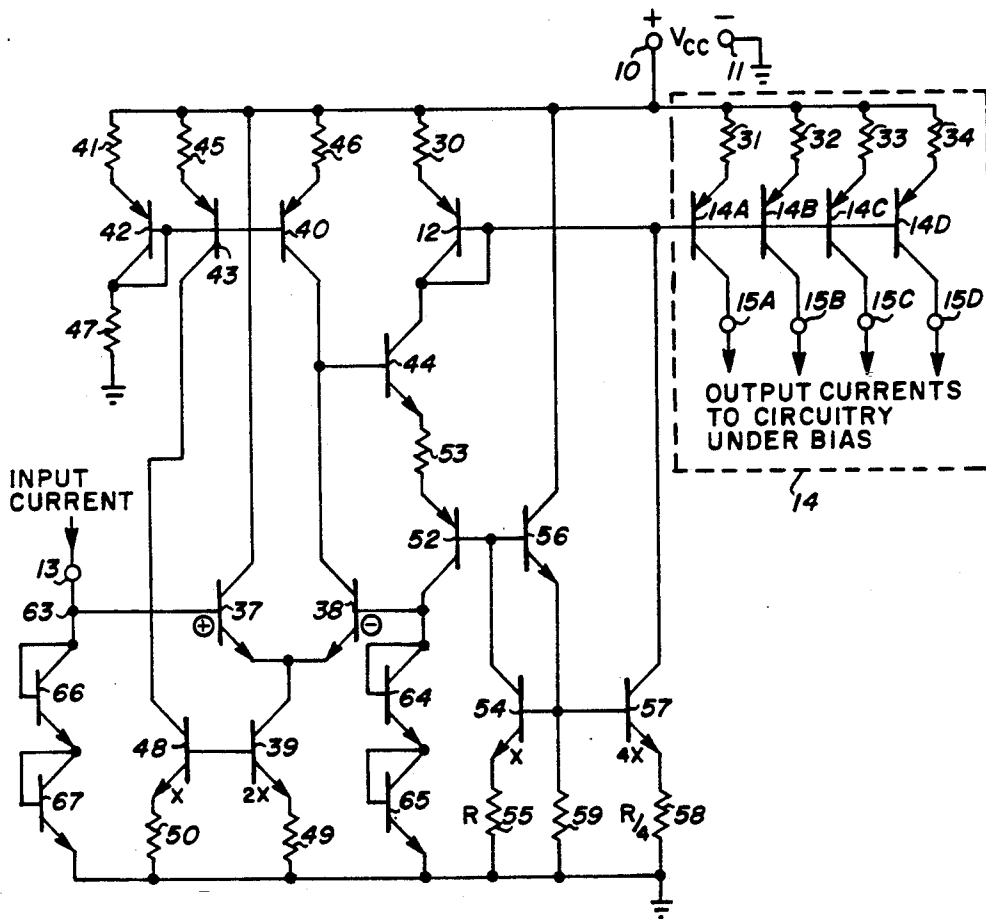 + VCC −
10 11
41 45 46 30 31 32 33 34
42 43 40 12 14A 14B 14C 14D
47 15A 15B 15C 15D
44
OUTPUT CURRENTS
TO CIRCUITRY
UNDER BIAS
53
14
INPUT
CURRENT
52 56
13
63 37 38
⊕ ⊖
66 64 54 57
48 39
X 4X
X 2X
67 65
50 49 R 55 59 R/4 58